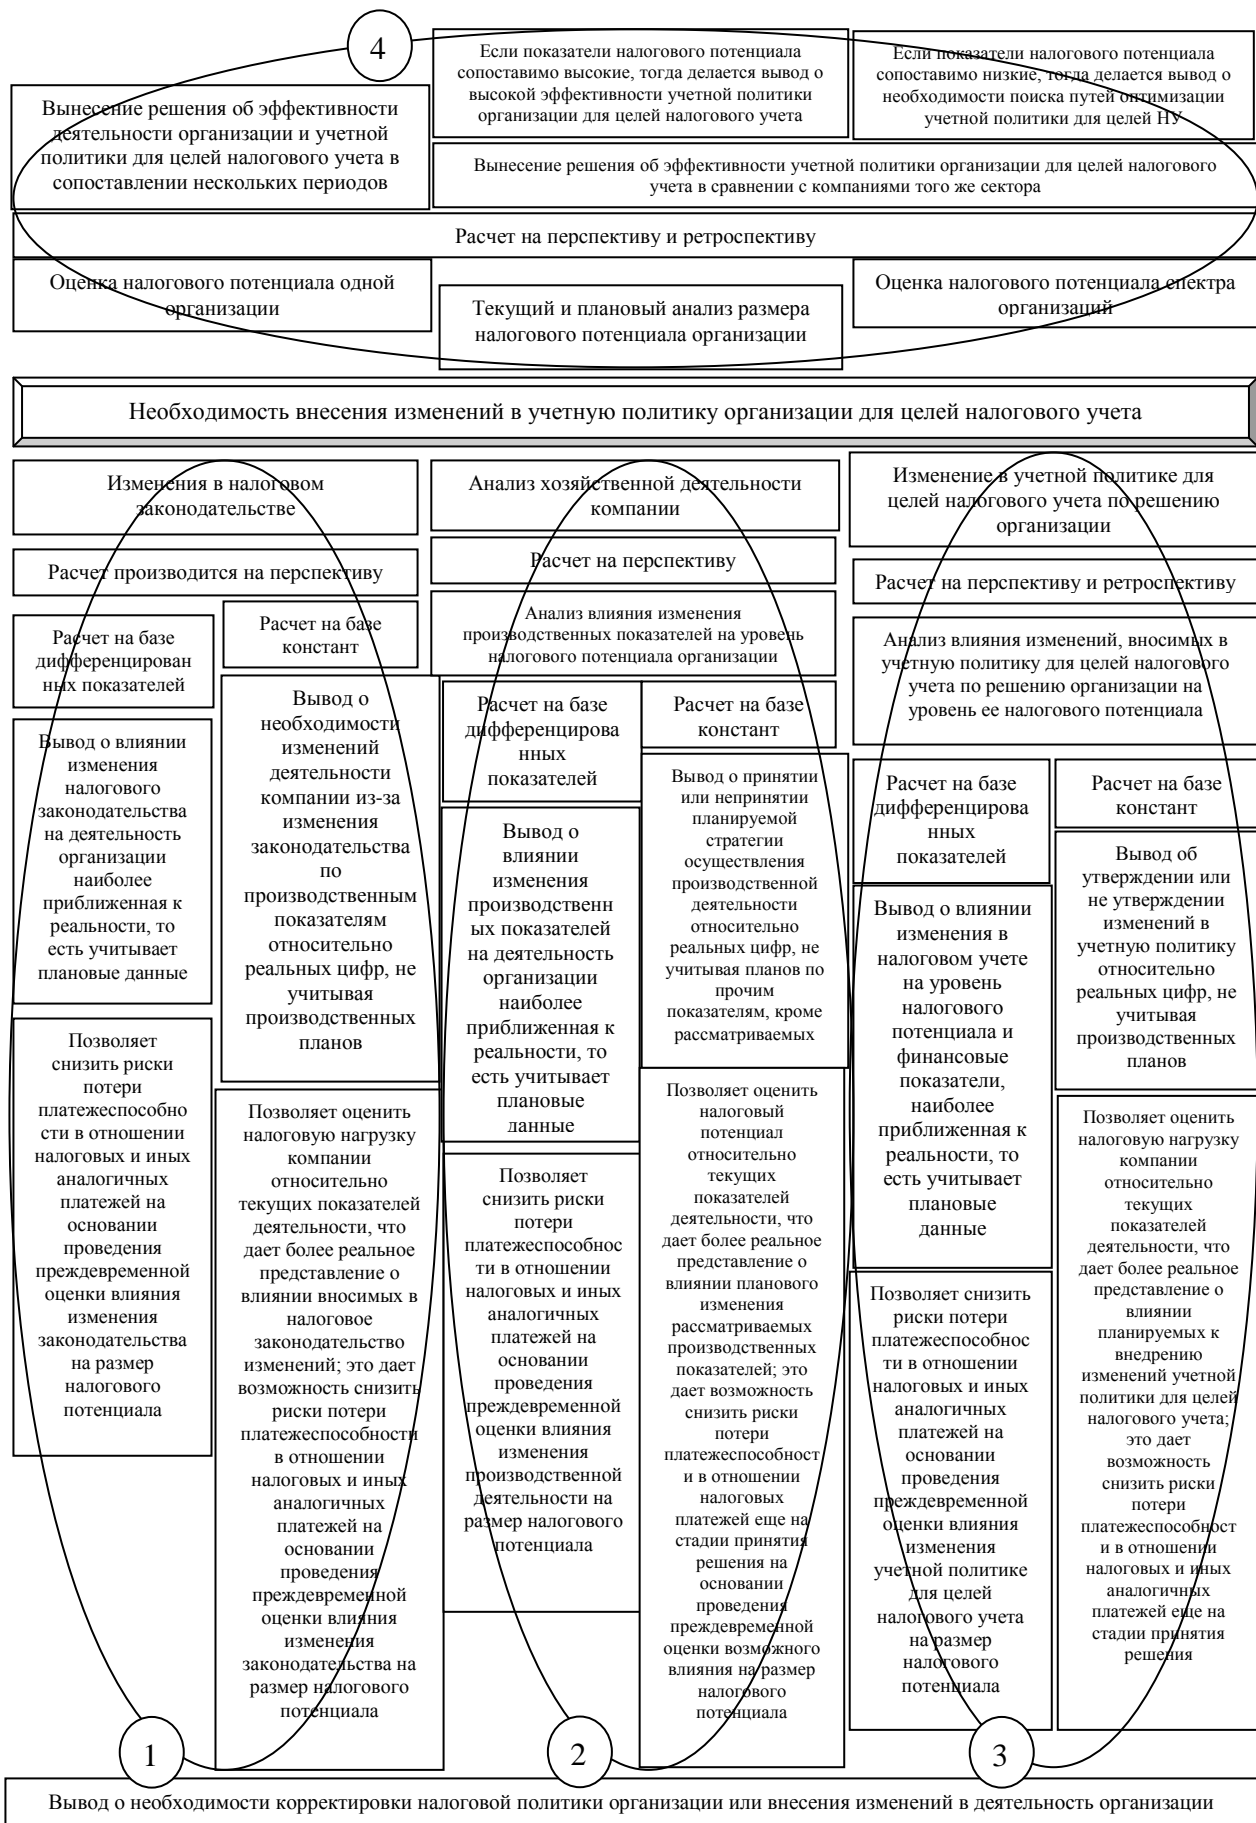 4
Если показатели налогового потенциала
сопоставимо высокие, тогда делается вывод о
высокой эффективности учетной политики
организации для целей налогового учета
Если показатели налогового потенциала
сопоставимо низкие, тогда делается вывод о
необходимости поиска путей оптимизации
учетной политики для целей НУ
Вынесение решения об эффективности
деятельности организации и учетной
политики для целей налогового учета в
сопоставлении нескольких периодов
Вынесение решения об эффективности учетной политики организации для целей налогового
учета в сравнении с компаниями того же сектора
Расчет на перспективу и ретроспективу
Оценка налогового потенциала одной
организации
Текущий и плановый анализ размера
налогового потенциала организации
Оценка налогового потенциала спектра
организаций
Необходимость внесения изменений в учетную политику организации для целей налогового учета
Изменения в налоговом
законодательстве
Расчет производится на перспективу
Расчет на базе
дифференцирован
ных показателей
Вывод о влиянии
изменения
налогового
законодательства
на деятельность
организации
наиболее
приближенная к
реальности, то
есть учитывает
плановые данные
Позволяет
снизить риски
потери
платежеспособно
сти в отношении
налоговых и иных
аналогичных
платежей на
основании
проведения
преждевременной
оценки влияния
изменения
законодательства
на размер
налогового
потенциала
Расчет на базе
констант
Вывод о
необходимости
изменений
деятельности
компании из-за
изменения
законодательства
по
производственным
показателям
относительно
реальных цифр, не
учитывая
производственных
планов
Позволяет оценить
налоговую нагрузку
компании
относительно
текущих показателей
деятельности, что
дает более реальное
представление о
влиянии вносимых в
налоговое
законодательство
изменений; это дает
возможность снизить
риски потери
платежеспособности
в отношении
налоговых и иных
аналогичных
платежей на
основании
проведения
преждевременной
оценки влияния
изменения
законодательства на
размер налогового
потенциала
1
Анализ хозяйственной деятельности
компании
Расчет на перспективу
Анализ влияния изменения
производственных показателей на уровень
налогового потенциала организации
Расчет на базе
дифференцирова
нных
показателей
Вывод о
влиянии
изменения
производственн
ых показателей
на деятельность
организации
наиболее
приближенная к
реальности, то
есть учитывает
плановые
данные
Позволяет
снизить риски
потери
платежеспособнос
ти в отношении
налоговых и иных
аналогичных
платежей на
основании
проведения
преждевременной
оценки влияния
изменения
производственной
деятельности на
размер налогового
потенциала
Расчет на базе
констант
Вывод о принятии
или непринятии
планируемой
стратегии
осуществления
производственной
деятельности
относительно
реальных цифр, не
учитывая планов по
прочим
показателям, кроме
рассматриваемых
Позволяет оценить
налоговый
потенциал
относительно
текущих
показателей
деятельности, что
дает более реальное
представление о
влиянии планового
изменения
рассматриваемых
производственных
показателей; это
дает возможность
снизить риски
потери
платежеспособност
и в отношении
налоговых
платежей еще на
стадии принятия
решения на
основании
проведения
преждевременной
оценки возможного
влияния на размер
налогового
потенциала
2
Изменение в учетной политике для
целей налогового учета по решению
организации
Расчет на перспективу и ретроспективу
Анализ влияния изменений, вносимых в
учетную политику для целей налогового
учета по решению организации на
уровень ее налогового потенциала
Расчет на базе
дифференцирова
нных
показателей
Вывод о влиянии
изменения в
налоговом учете
на уровень
налогового
потенциала и
финансовые
показатели,
наиболее
приближенная к
реальности, то
есть учитывает
плановые
данные
Позволяет снизить
риски потери
платежеспособнос
ти в отношении
налоговых и иных
аналогичных
платежей на
основании
проведения
преждевременной
оценки влияния
изменения
учетной политике
для целей
налогового учета
на размер
налогового
потенциала
Расчет на базе
констант
Вывод об
утверждении или
не утверждении
изменений в
учетную политику
относительно
реальных цифр, не
учитывая
производственных
планов
Позволяет оценить
налоговую нагрузку
компании
относительно
текущих
показателей
деятельности, что
дает более реальное
представление о
влиянии
планируемых к
внедрению
изменений учетной
политики для целей
налогового учета;
это дает
возможность
снизить риски
потери
платежеспособност
и в отношении
налоговых и иных
аналогичных
платежей еще на
стадии принятия
решения
3
Вывод о необходимости корректировки налоговой политики организации или внесения изменений в деятельность организации